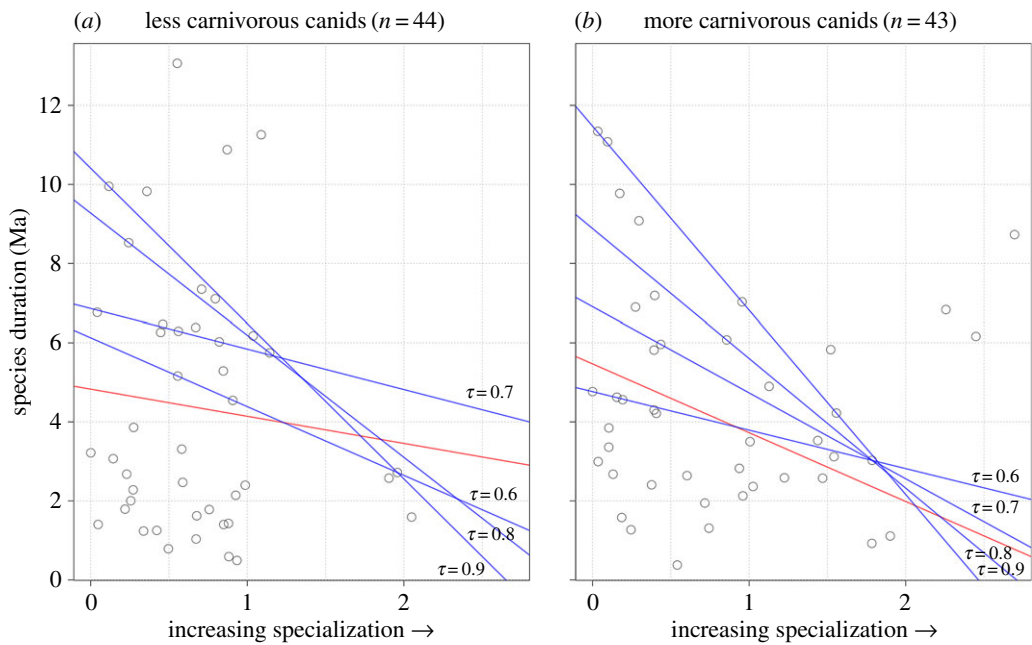 (a) less carnivorous canids (n = 44)
(b) more carnivorous canids (n = 43)
species duration (Ma)
12
10
8
6
4
2
0
τ = 0.7
τ = 0.6
τ = 0.8
τ = 0.9
τ = 0.6
τ = 0.7
τ = 0.8
τ = 0.9
0 1 2
0 1 2
increasing specialization →
increasing specialization →